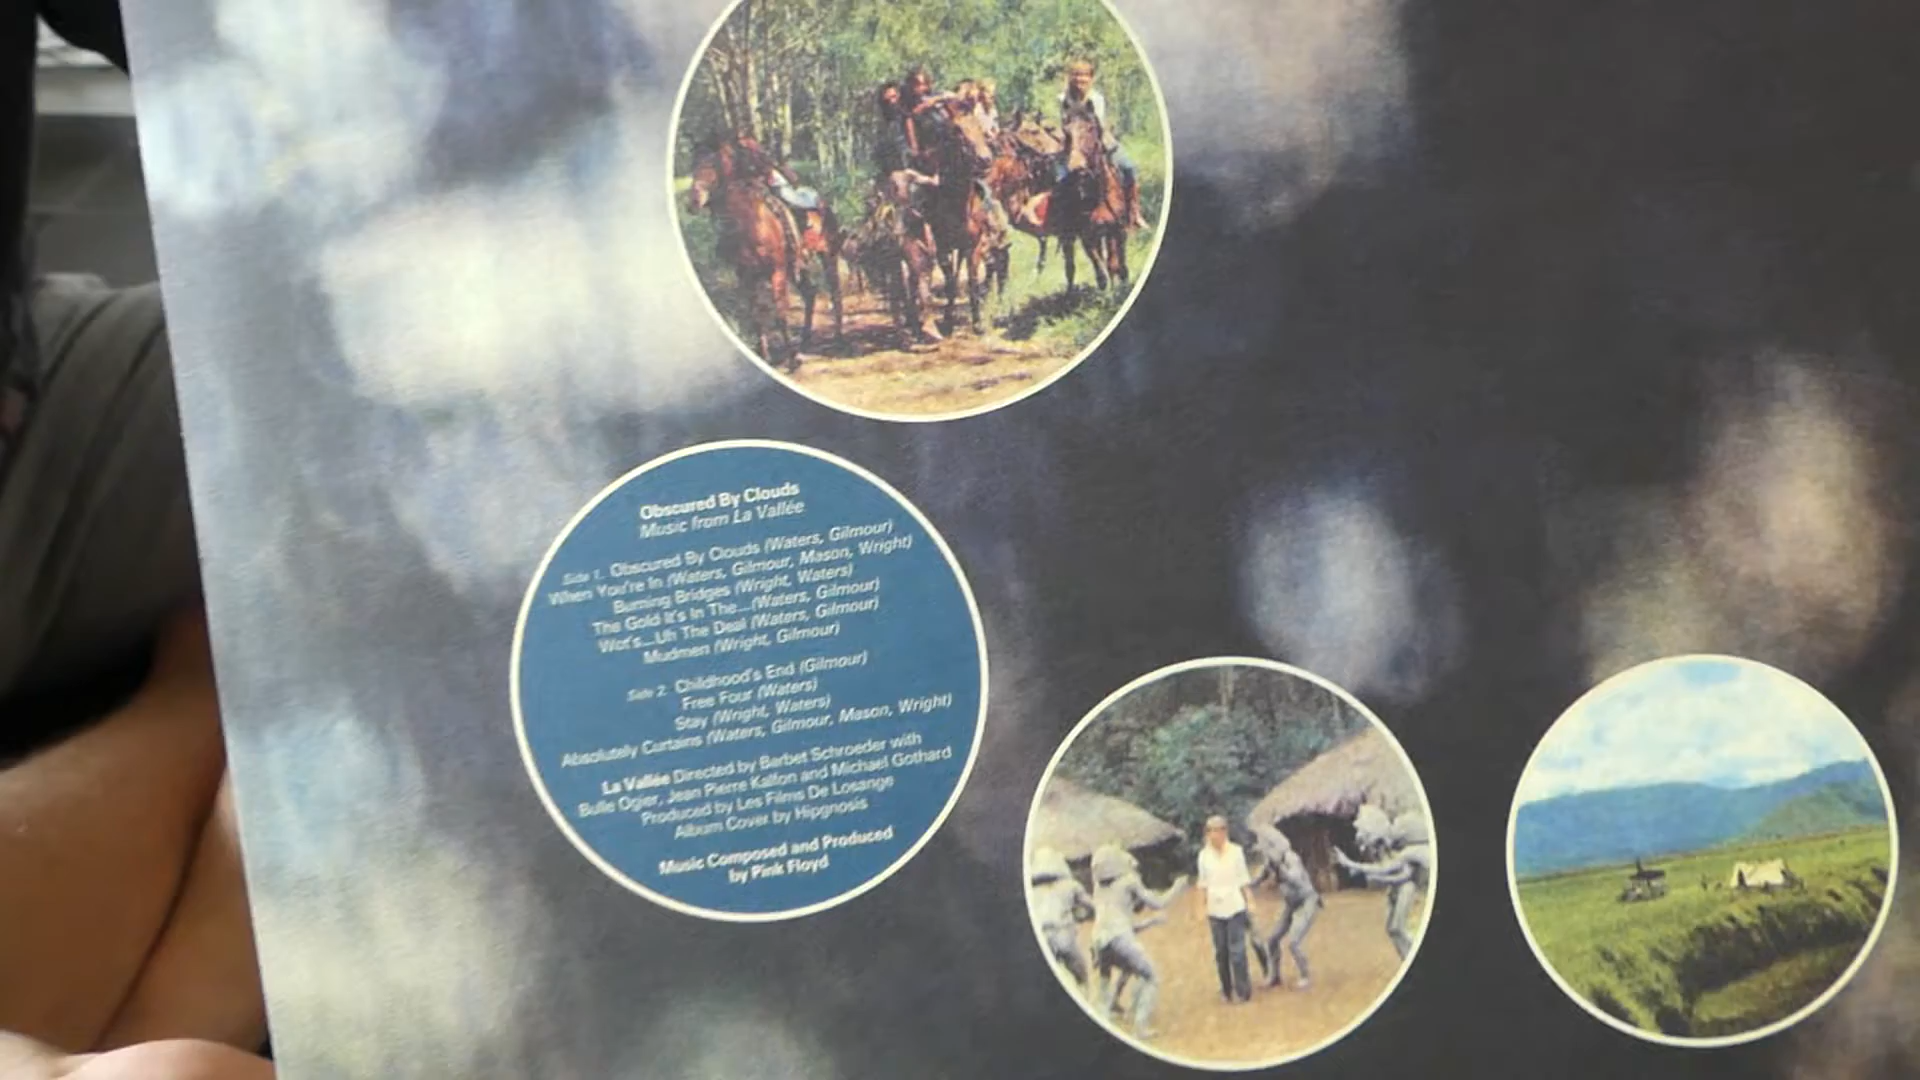 Obscured By Clouds
Music from La Vallée
Side 1. Obscured By Clouds (Waters, Gilmour)
When You're In (Waters, Gilmour, Mason, Wright)
Burning Bridges (Wright, Waters)
The Gold It's In The...(Waters, Gilmour)
Wot's...Uh The Deal (Waters, Gilmour)
Mudmen (Wright, Gilmour)
Side 2. Childhood's End (Gilmour)
Free Four (Waters)
Stay (Wright, Waters)
Absolutely Curtains (Waters, Gilmour, Mason, Wright)
La Vallée Directed by Barbet Schroeder with
Bulle Ogier, Jean Pierre Kalfon and Michael Gothard
Produced by Les Films De Losange
Album Cover by Hipgnosis
Music Composed and Produced
by Pink Floyd